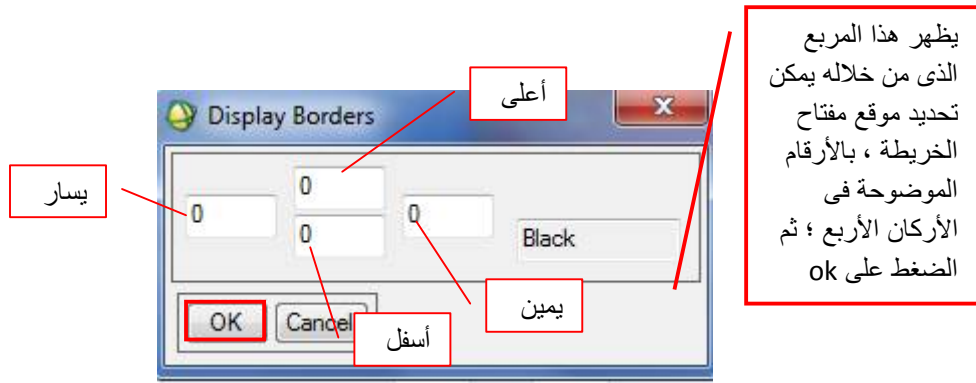 يظهر هذا المربع
الذى من خلاله يمكن
تحديد موقع مفتاح
الخريطة ، بالأرقام
الموضوحة فى
الأركان الأربع ؛ ثم
الضغط على ok
أعلى
Display Borders
يسار
0
0
0
0
Black
يمين
OK
Cancel
أسفل